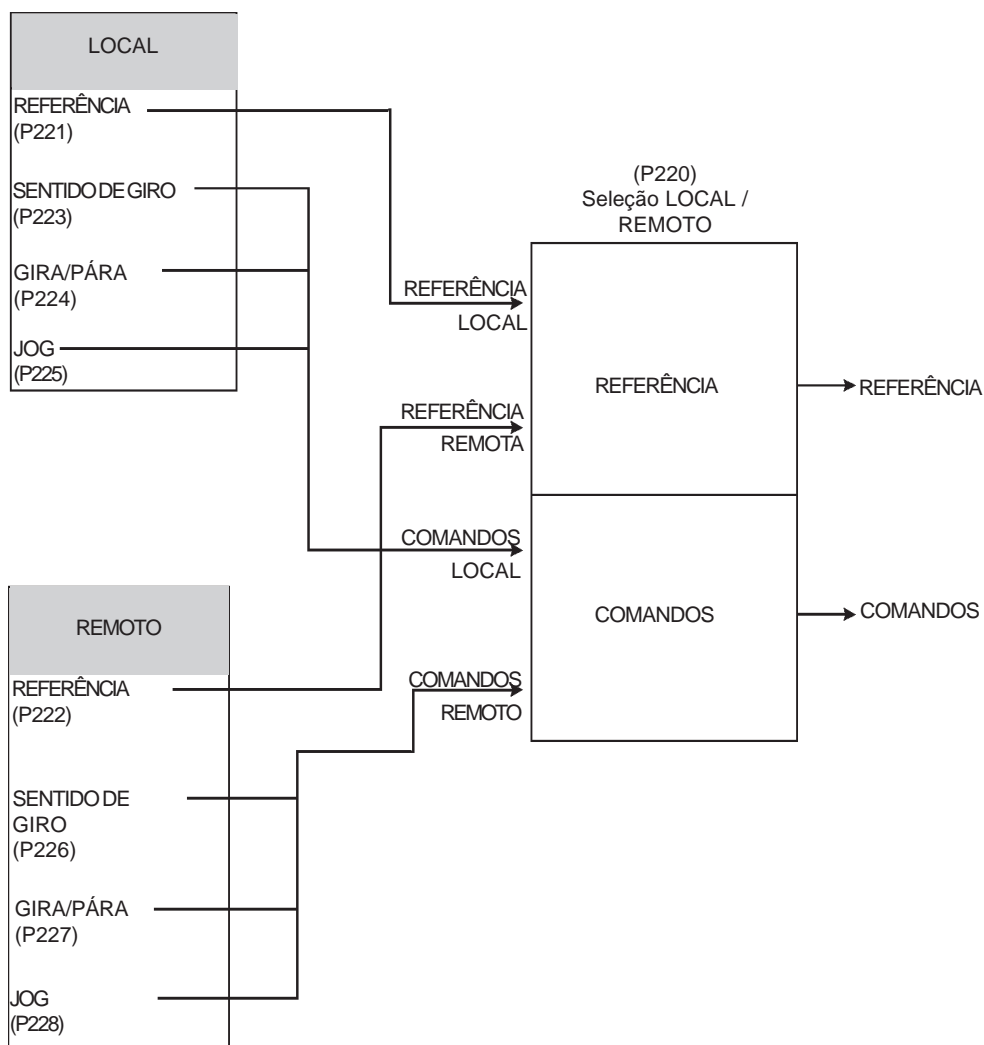 LOCAL
REFERÊNCIA
(P221)
SENTIDO DE GIRO
(P223)
GIRA/PÁRA
(P224)
JOG
(P225)
(P220)
Seleção LOCAL /
REMOTO
REFERÊNCIA
LOCAL
REFERÊNCIA
REMOTA
COMANDOS
LOCAL
COMANDOS
REMOTO
REFERÊNCIA
COMANDOS
REFERÊNCIA
COMANDOS
REMOTO
REFERÊNCIA
(P222)
SENTIDO DE
GIRO
(P226)
GIRA/PÁRA
(P227)
JOG
(P228)